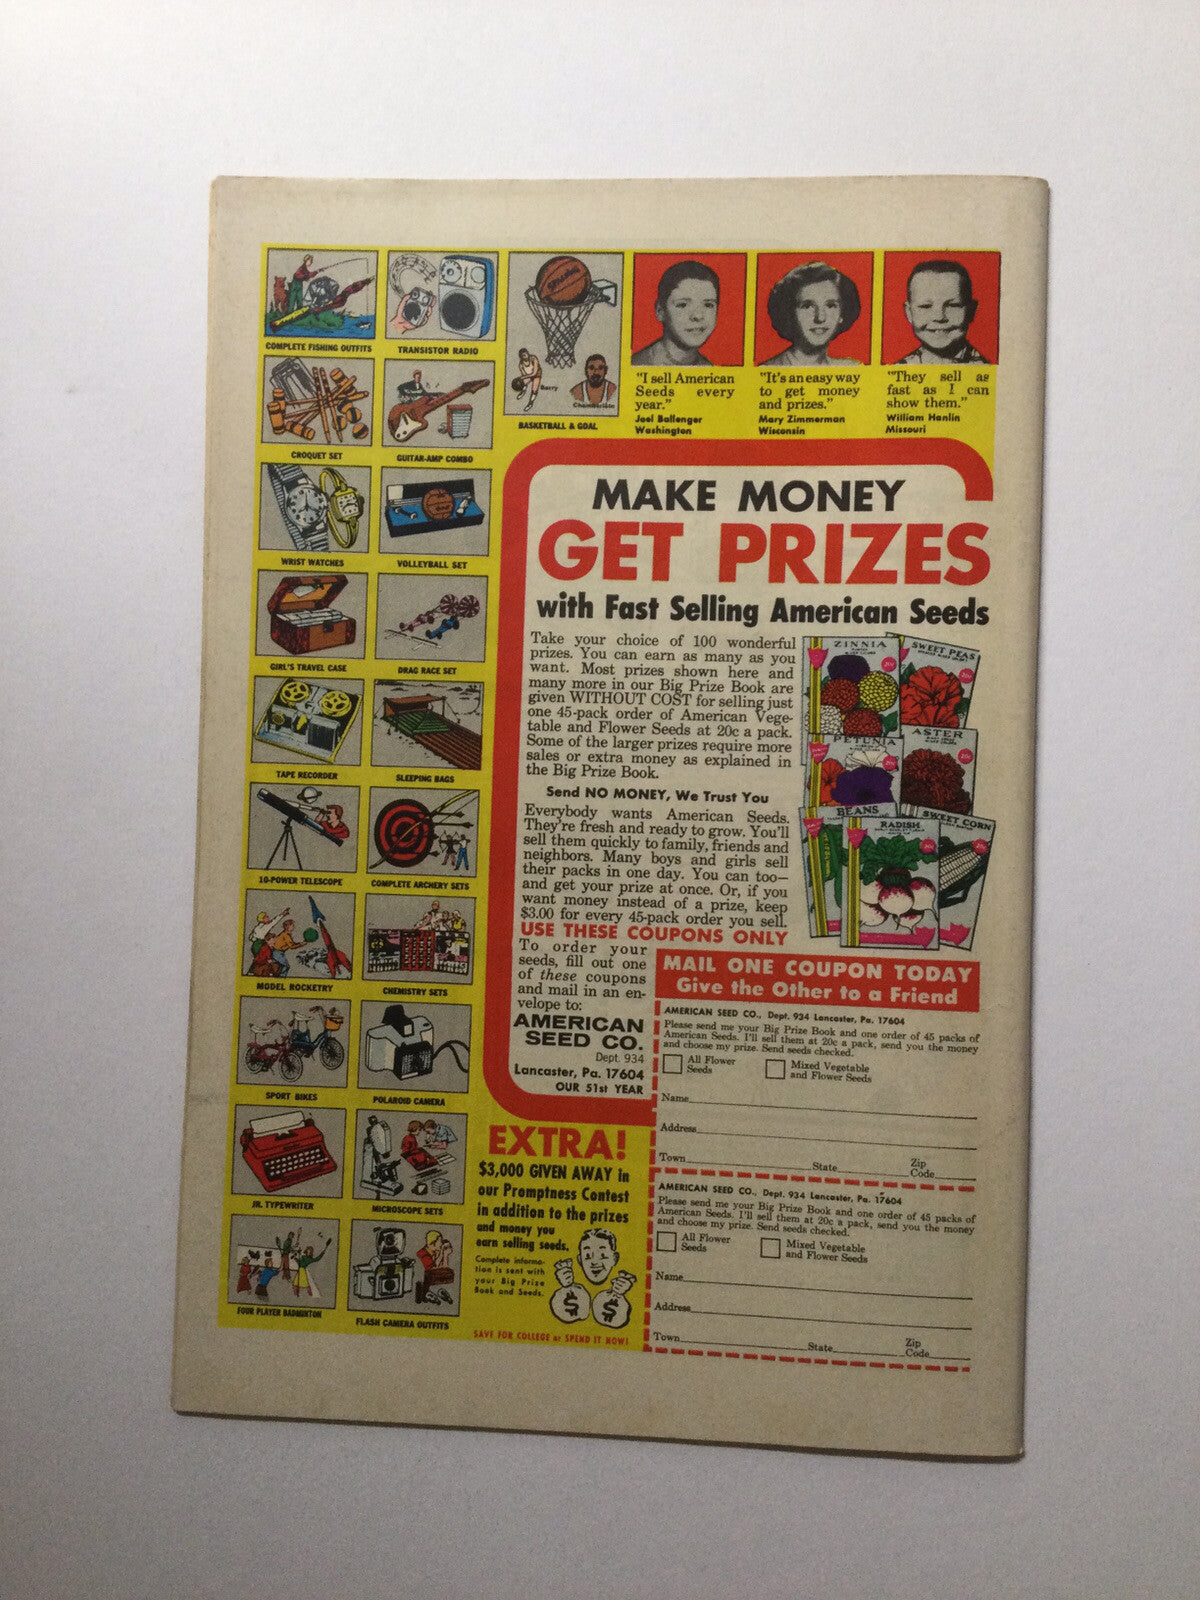 COMPLETE FISHING OUTFITS
TRANSISTOR RADIO
CROQUET SET
GUITAR-AMP COMBO
WRIST WATCHES
VOLLEYBALL SET
GIRL'S TRAVEL CASE
DRAG RACE SET
TAPE RECORDER
SLEEPING BAGS
10-POWER TELESCOPE
COMPLETE ARCHERY SETS
MODEL ROCKETRY
CHEMISTRY SETS
SPORT BIKES
POLAROID CAMERA
JR. TYPEWRITER
MICROSCOPE SETS
FOUR PLAYER BADMINTON
FLASH CAMERA OUTFITS
Barry
Chamberlain
BASKETBALL & GOAL
"I sell American
Seeds every
year."
Joel Ballenger
Washington
"It's an easy way
to get money
and prizes."
Mary Zimmerman
Wisconsin
"They sell as
fast as I can
show them."
William Hanlin
Missouri
MAKE MONEY
GET PRIZES
with Fast Selling American Seeds
Take your choice of 100 wonderful
prizes. You can earn as many as you
want. Most prizes shown here and
many more in our Big Prize Book are
given WITHOUT COST for selling just
one 45-pack order of American Vege-
table and Flower Seeds at 20c a pack.
Some of the larger prizes require more
sales or extra money as explained in
the Big Prize Book.
Send NO MONEY, We Trust You
Everybody wants American Seeds.
They're fresh and ready to grow. You'll
sell them quickly to family, friends and
neighbors. Many boys and girls sell
their packs in one day. You can too—
and get your prize at once. Or, if you
want money instead of a prize, keep
$3.00 for every 45-pack order you sell.
USE THESE COUPONS ONLY
To order your
seeds, fill out one
of these coupons
and mail in an en-
velope to:
AMERICAN
SEED CO.
Dept. 934
Lancaster, Pa. 17604
OUR 51st YEAR
ZINNIA
20c
SWEET PEAS
20c
PETUNIA
20c
ASTER
20c
BEANS
RADISH
20c
SWEET CORN
20c
MAIL ONE COUPON TODAY
Give the Other to a Friend
AMERICAN SEED CO., Dept. 934 Lancaster, Pa. 17604
Please send me your Big Prize Book and one order of 45 packs of
American Seeds. I'll sell them at 20c a pack, send you the money
and choose my prize. Send seeds checked.
All Flower
Seeds
Mixed Vegetable
and Flower Seeds
Name
Address
Town State Zip Code
AMERICAN SEED CO., Dept. 934 Lancaster, Pa. 17604
Please send me your Big Prize Book and one order of 45 packs of
American Seeds. I'll sell them at 20c a pack, send you the money
and choose my prize. Send seeds checked.
All Flower
Seeds
Mixed Vegetable
and Flower Seeds
Name
Address
Town State Zip Code
EXTRA!
$3,000 GIVEN AWAY in
our Promptness Contest
in addition to the prizes
and money you
earn selling seeds.
Complete informa-
tion is sent with
your Big Prize
Book and Seeds.
$ $
SAVE FOR COLLEGE or SPEND IT NOW!